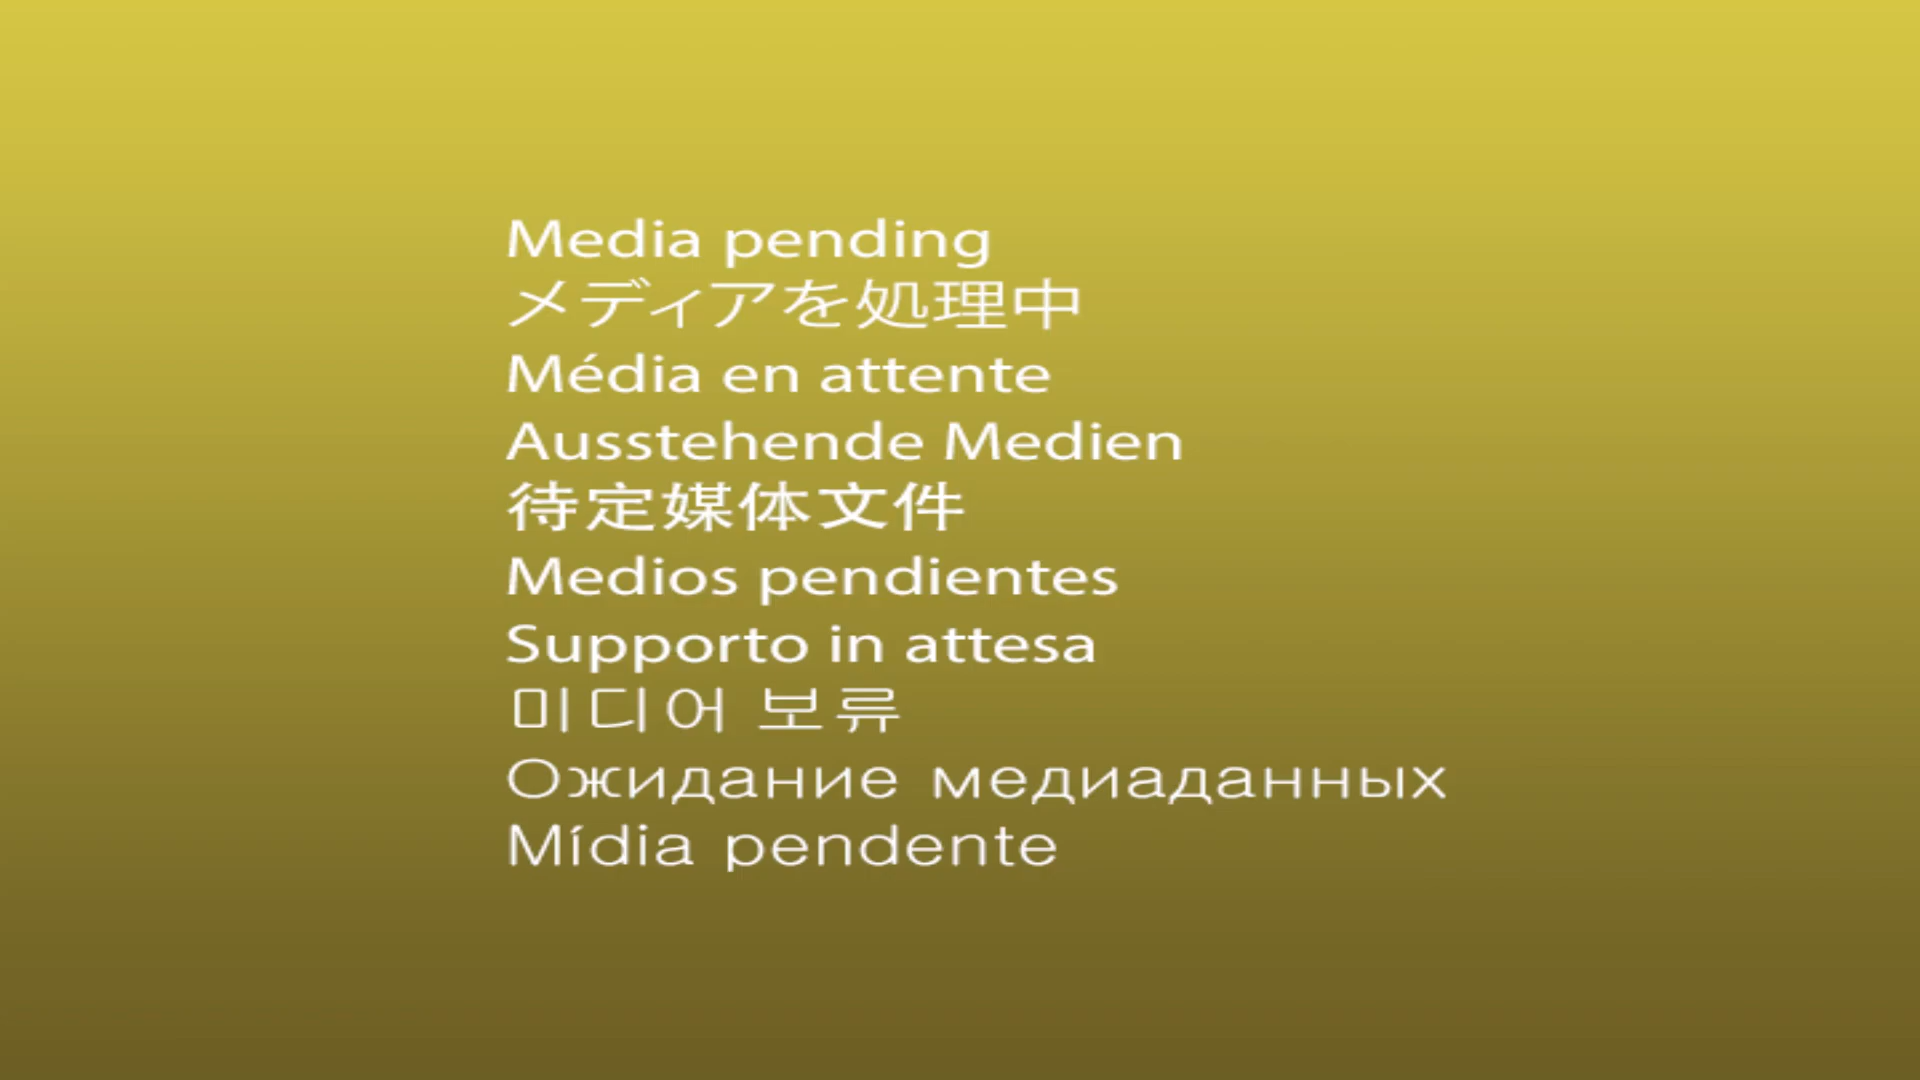 Media pending
メディアを処理中
Média en attente
Ausstehende Medien
待定媒体文件
Medios pendientes
Supporto in attesa
미디어 보류
Ожидание медиаданных
Mídia pendente